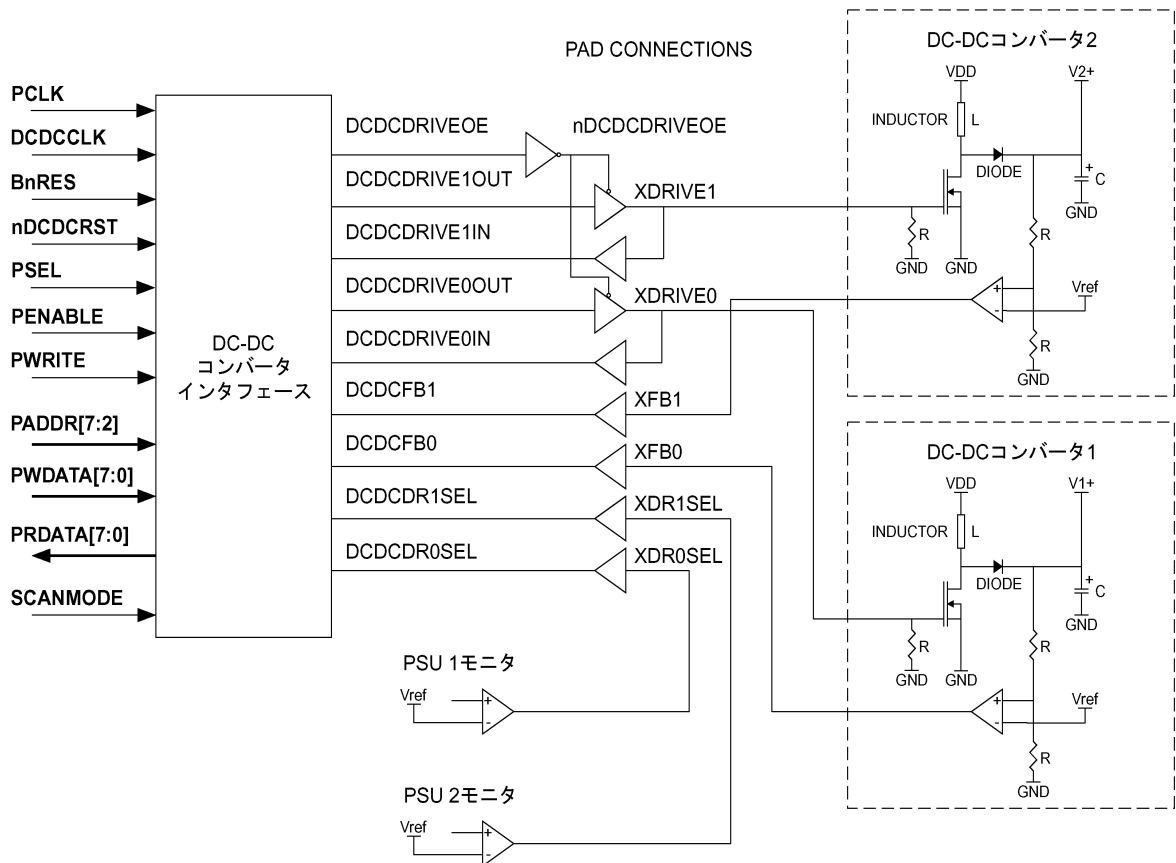 PAD CONNECTIONS
PCLK
DCDCCLK
BnRES
nDCDCRST
PSEL
PENABLE
PWRITE
PADDR[7:2]
PWDATA[7:0]
PRDATA[7:0]
SCANMODE
DC-DC
コンバータ
インタフェース
DCDCDRIVEOE
nDCDCDRIVEOE
DCDCDRIVE1OUT
XDRIVE1
DCDCDRIVE1IN
DCDCDRIVE0OUT
XDRIVE0
DCDCDRIVE0IN
DCDCFB1
XFB1
DCDCFB0
XFB0
DCDCDR1SEL
XDR1SEL
DCDCDR0SEL
XDR0SEL
PSU 1モニタ
Vref
+
-
PSU 2モニタ
Vref
+
-
DC-DCコンバータ2
VDD
V2+
INDUCTOR
L
DIODE
+
C
GND
R
R
GND
GND
Vref
+
-
R
GND
DC-DCコンバータ1
VDD
V1+
INDUCTOR
L
DIODE
+
C
GND
R
R
GND
GND
Vref
+
-
R
GND